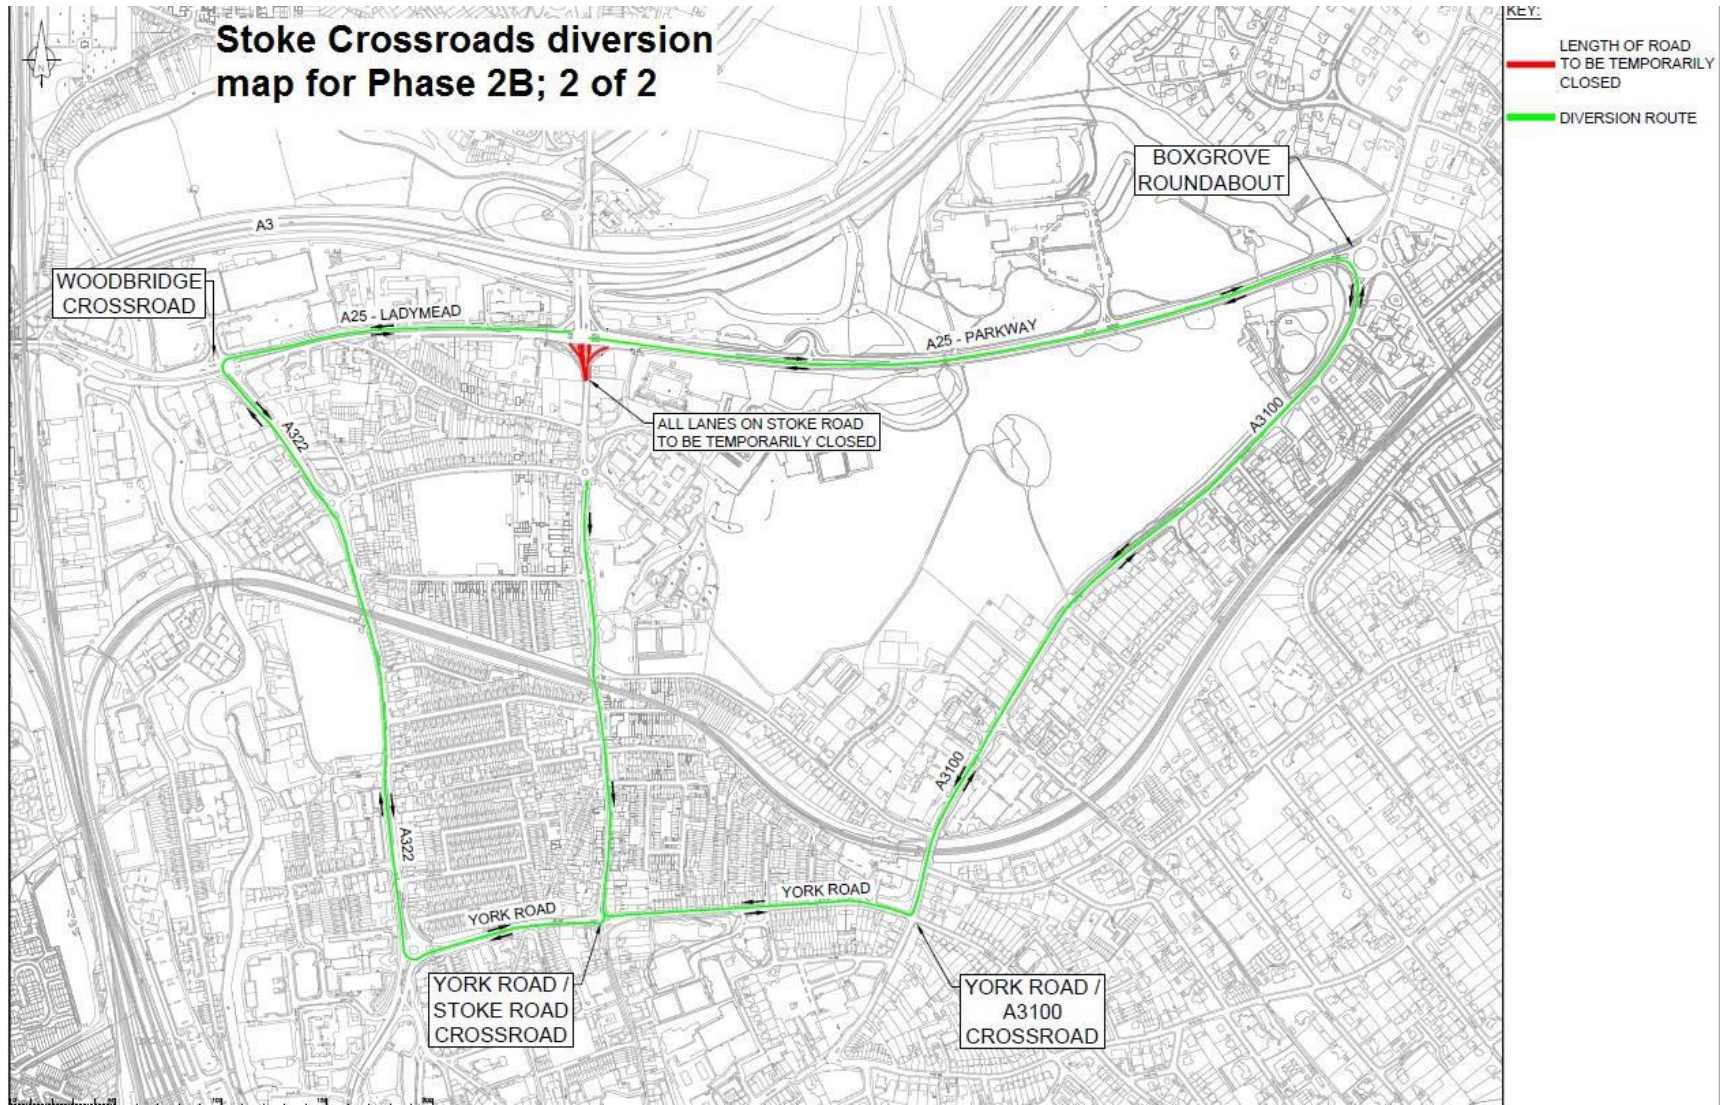 Stoke Crossroads diversion
map for Phase 2B; 2 of 2
KEY:
LENGTH OF ROAD
TO BE TEMPORARILY
CLOSED
DIVERSION ROUTE
N
BOXGROVE
ROUNDABOUT
A3
WOODBRIDGE
CROSSROAD
A25 - LADYMEAD
A25 - PARKWAY
ALL LANES ON STOKE ROAD
TO BE TEMPORARILY CLOSED
A322
A3100
A3100
A322
YORK ROAD
YORK ROAD
YORK ROAD /
STOKE ROAD
CROSSROAD
YORK ROAD /
A3100
CROSSROAD